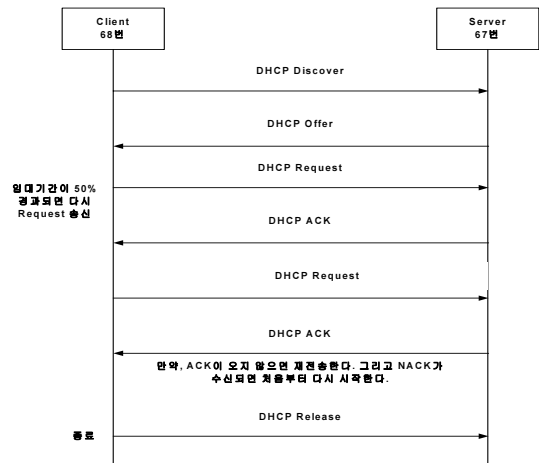 Client
68번
Server
67번
DHCP Discover
DHCP Offer
DHCP Request
임대기간이 50%
경과되면 다시
Request 송신
DHCP ACK
DHCP Request
DHCP ACK
만약, ACK이 오지 않으면 재전송한다. 그리고 NACK가
수신되면 처음부터 다시 시작한다.
DHCP Release
종료